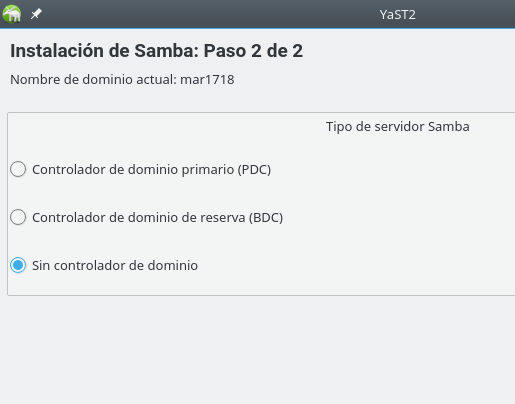 YaST2
Instalación de Samba: Paso 2 de 2
Nombre de dominio actual: mar1718
Tipo de servidor Samba
Controlador de dominio primario (PDC)
Controlador de dominio de reserva (BDC)
Sin controlador de dominio